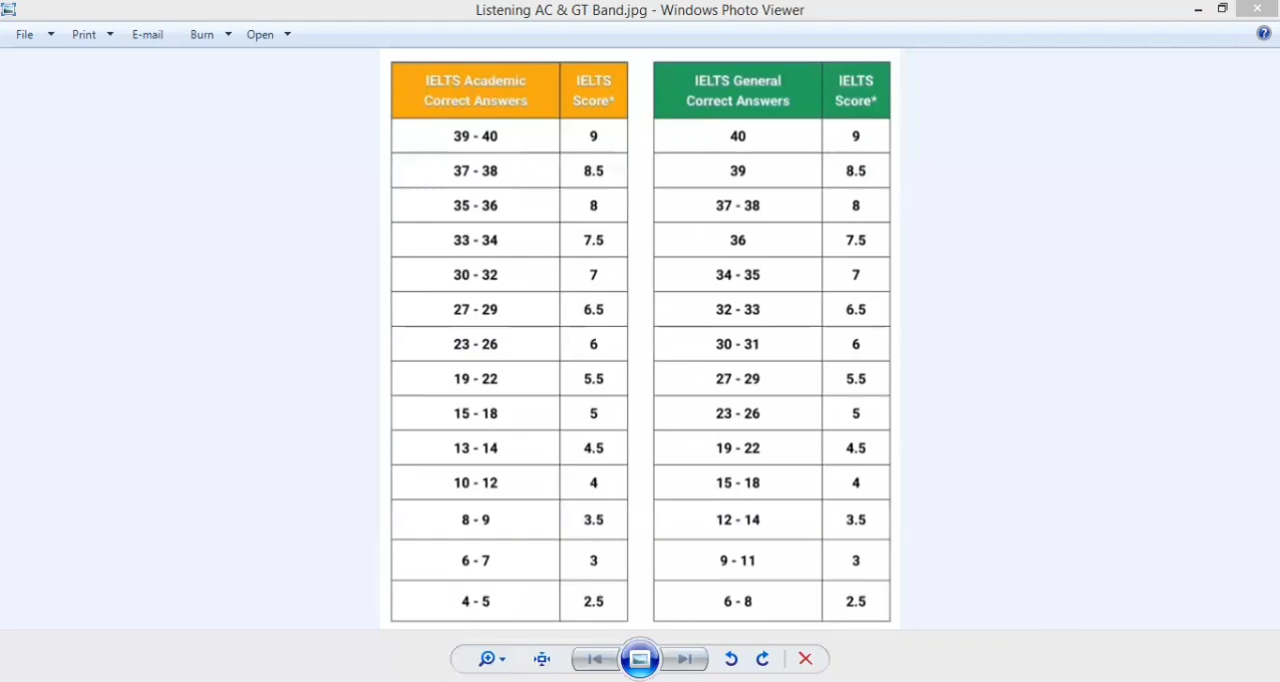 Listening AC & GT Band.jpg - Windows Photo Viewer
File Print E-mail Burn Open
IELTS Academic Correct Answers IELTS Score*
39 - 40 9
37 - 38 8.5
35 - 36 8
33 - 34 7.5
30 - 32 7
27 - 29 6.5
23 - 26 6
19 - 22 5.5
15 - 18 5
13 - 14 4.5
10 - 12 4
8 - 9 3.5
6 - 7 3
4 - 5 2.5
IELTS General Correct Answers IELTS Score*
40 9
39 8.5
37 - 38 8
36 7.5
34 - 35 7
32 - 33 6.5
30 - 31 6
27 - 29 5.5
23 - 26 5
19 - 22 4.5
15 - 18 4
12 - 14 3.5
9 - 11 3
6 - 8 2.5